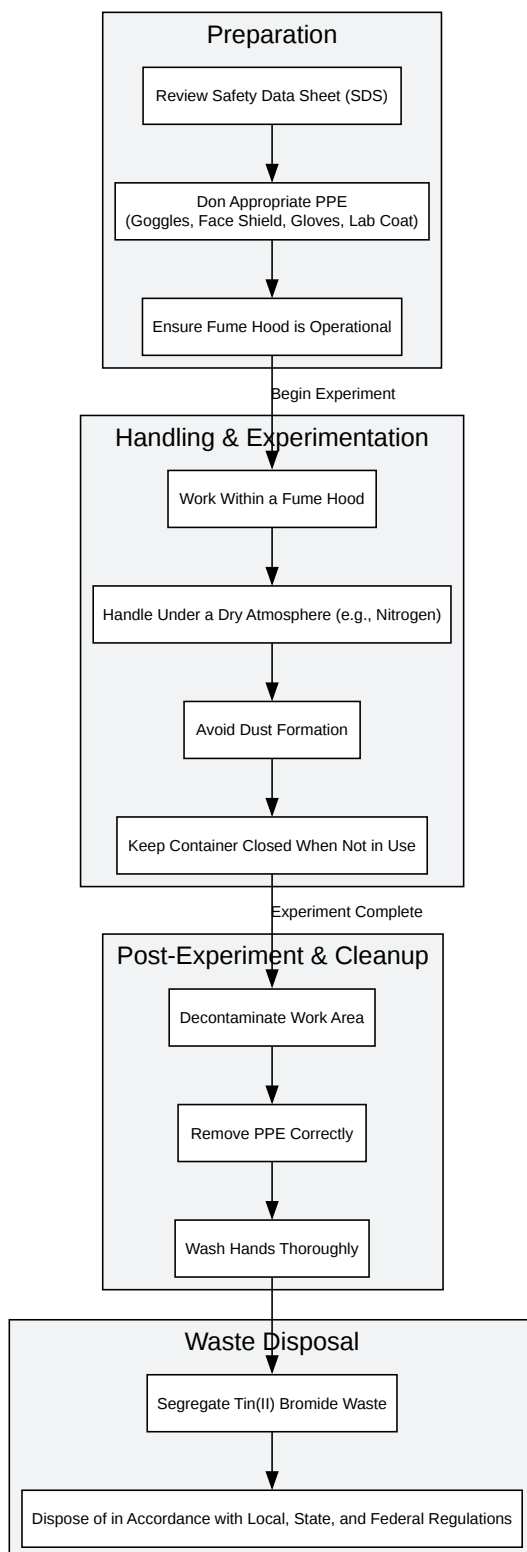 Preparation
Review Safety Data Sheet (SDS)
Don Appropriate PPE
(Goggles, Face Shield, Gloves, Lab Coat)
Ensure Fume Hood is Operational
Begin Experiment
Handling & Experimentation
Work Within a Fume Hood
Handle Under a Dry Atmosphere (e.g., Nitrogen)
Avoid Dust Formation
Keep Container Closed When Not in Use
Experiment Complete
Post-Experiment & Cleanup
Decontaminate Work Area
Remove PPE Correctly
Wash Hands Thoroughly
Waste Disposal
Segregate Tin(II) Bromide Waste
Dispose of in Accordance with Local, State, and Federal Regulations